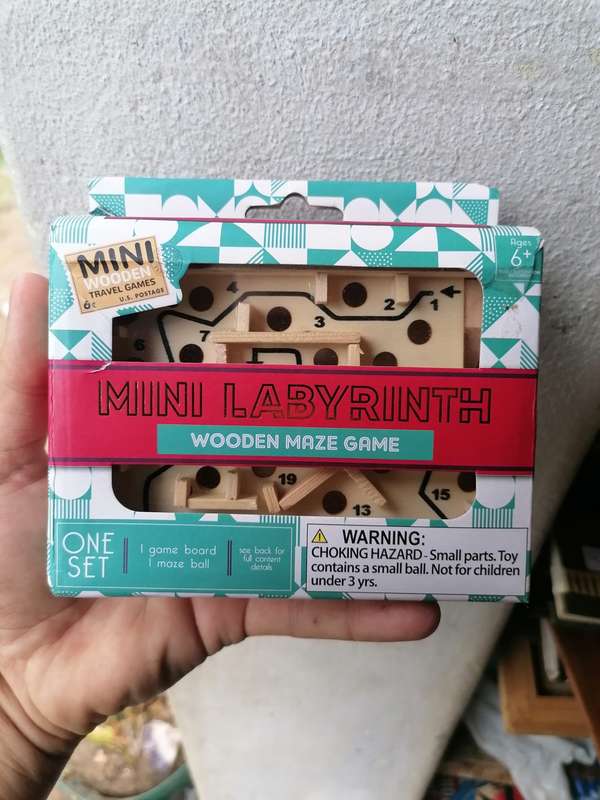 MINI
WOODEN
TRAVEL GAMES
6¢ U.S. POSTAGE
Ages
6+
4
2
1
3
7
6
MINI LABYRINTH
WOODEN MAZE GAME
19
13
15
ONE
SET
1 game board
1 maze ball
see back for
full content
details
WARNING:
CHOKING HAZARD - Small parts. Toy
contains a small ball. Not for children
under 3 yrs.